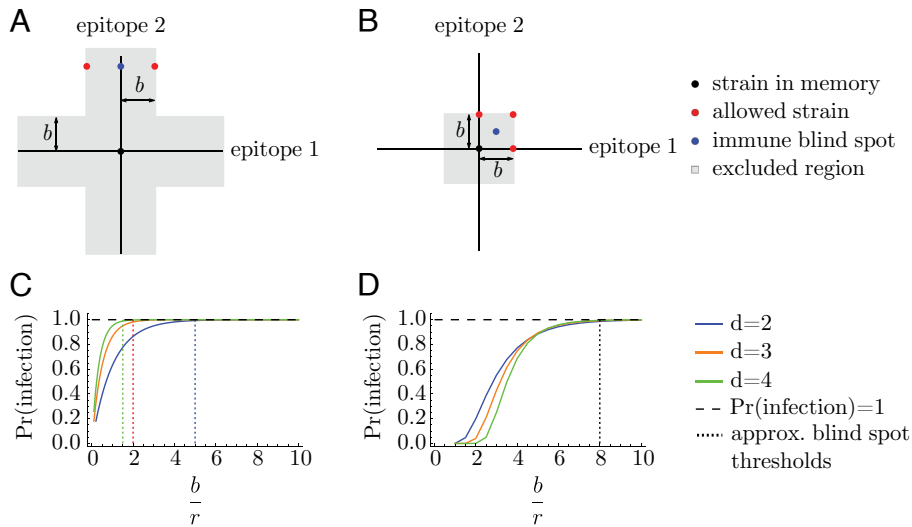 A
epitope 2
b
b
epitope 1
B
epitope 2
b
b
epitope 1
strain in memory
allowed strain
immune blind spot
excluded region
C
Pr(infection)
1.0
0.8
0.6
0.4
0.2
0.0
0 2 4 6 8 10
b
r
D
Pr(infection)
1.0
0.8
0.6
0.4
0.2
0.0
0 2 4 6 8 10
b
r
d=2
d=3
d=4
Pr(infection)=1
approx. blind spot
thresholds